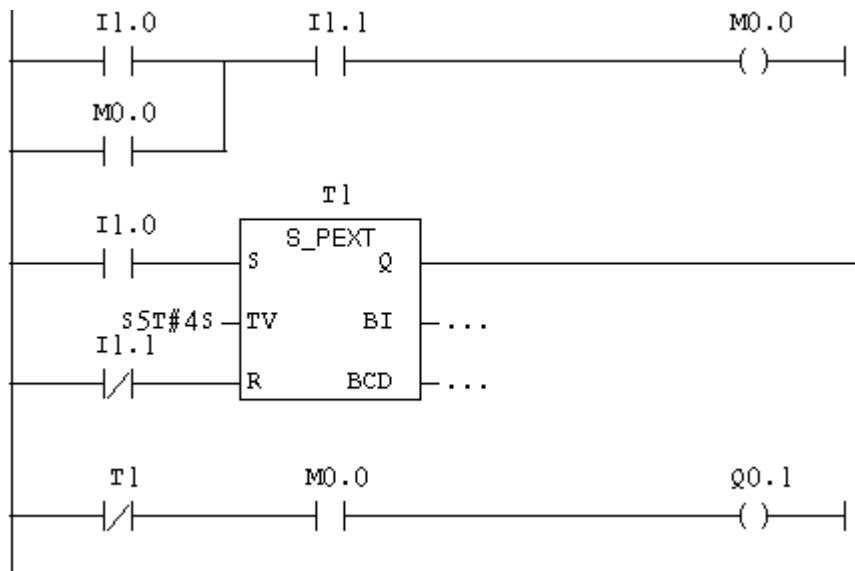 I1.0 I1.1 M0.0
M0.0
T1
I1.0
S_PEXT
S Q
S5T#4S TV BI ...
I1.1
R BCD ...
T1 M0.0 Q0.1